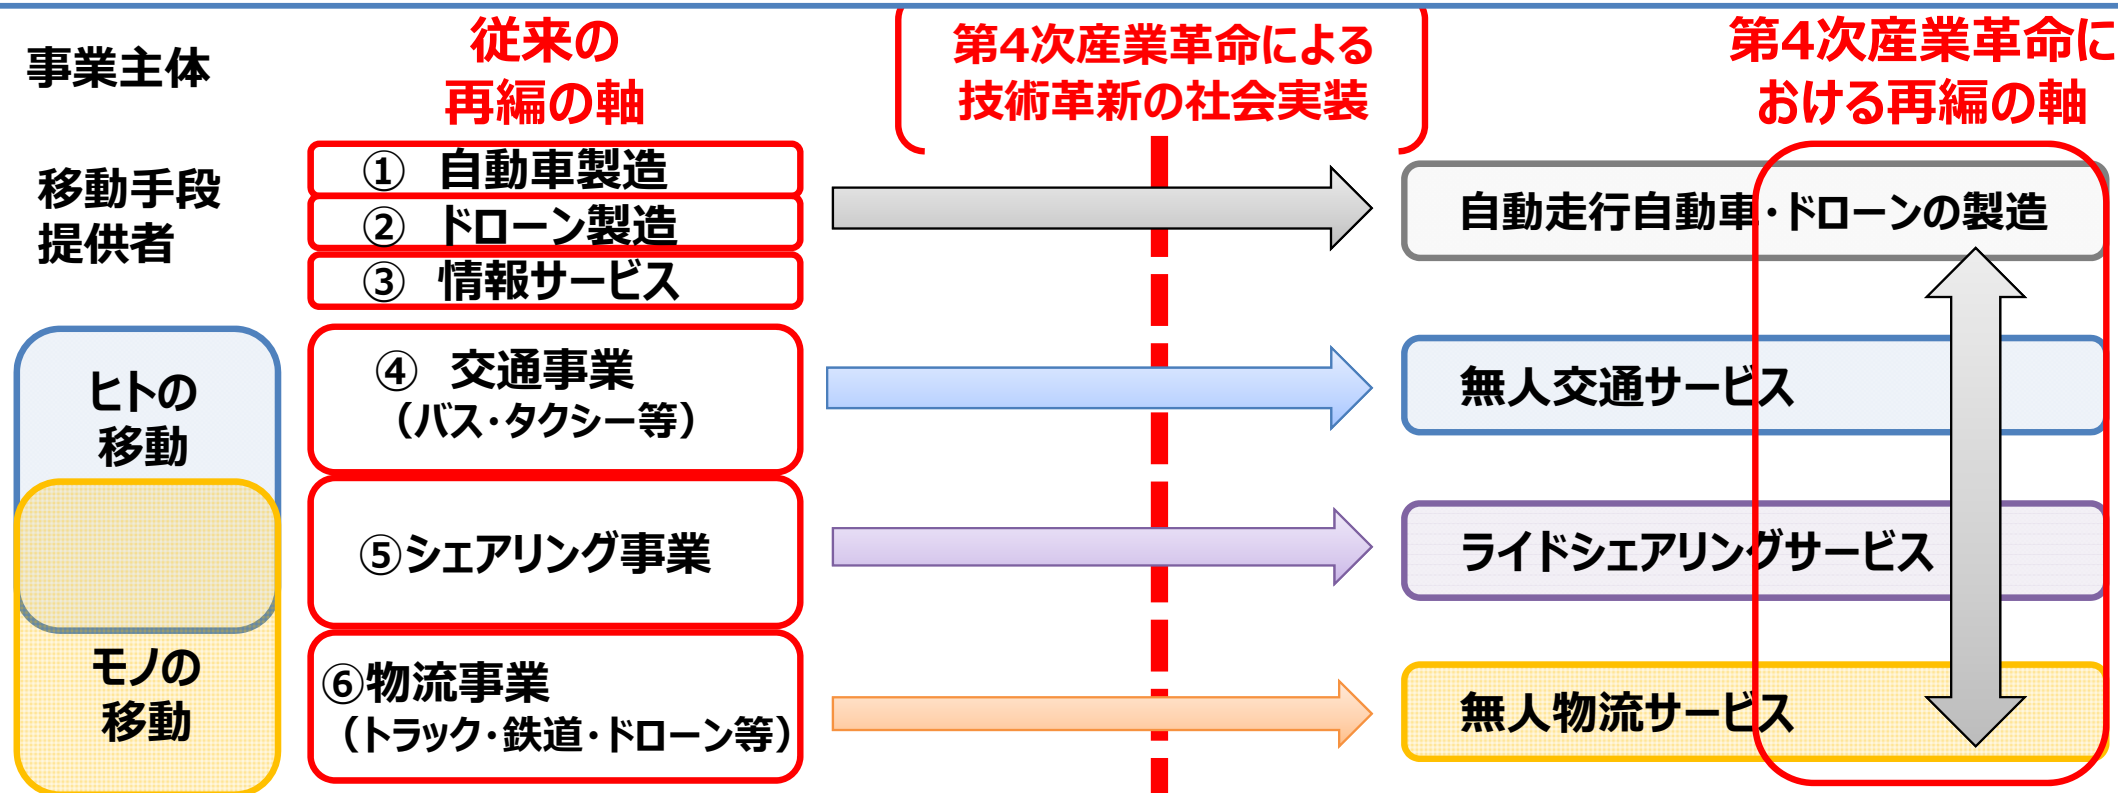 事業主体
従来の
再編の軸
第4次産業革命による
技術革新の社会実装
第4次産業革命に
おける再編の軸
移動手段
提供者
① 自動車製造
② ドローン製造
③ 情報サービス
自動走行自動車・ドローンの製造
ヒトの
移動
④ 交通事業
（バス・タクシー等）
無人交通サービス
⑤シェアリング事業
ライドシェアリングサービス
モノの
移動
⑥物流事業
（トラック・鉄道・ドローン等）
無人物流サービス